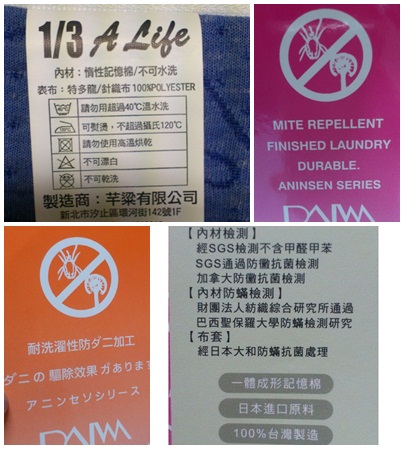 1/3 A Life
內材：惰性記憶棉/不可水洗
表布：特多龍/針織布 100%POLYESTER
請勿用超過40℃溫水洗
可熨燙，不超過攝氏120℃
請勿使用高溫烘乾
不可漂白
不可乾洗
製造商：芊粱有限公司
新北市汐止區環河街142號1F
MITE REPELLENT
FINISHED LAUNDRY
DURABLE.
ANINSEN SERIES
DAIWA
耐洗濯性防ダニ加工
ダニの 駆除効果 があります
アニンセンシリーズ
DAIWA
【內材檢測】
經SGS檢測不含甲醛甲苯
SGS通過防黴抗菌檢測
加拿大防黴抗菌檢測
【內材防蟎檢測】
財團法人紡織綜合研究所通過
巴西聖保羅大學防蟎檢測研究
【布套】
經日本大和防蟎抗菌處理
一體成形記憶棉
日本進口原料
100%台灣製造